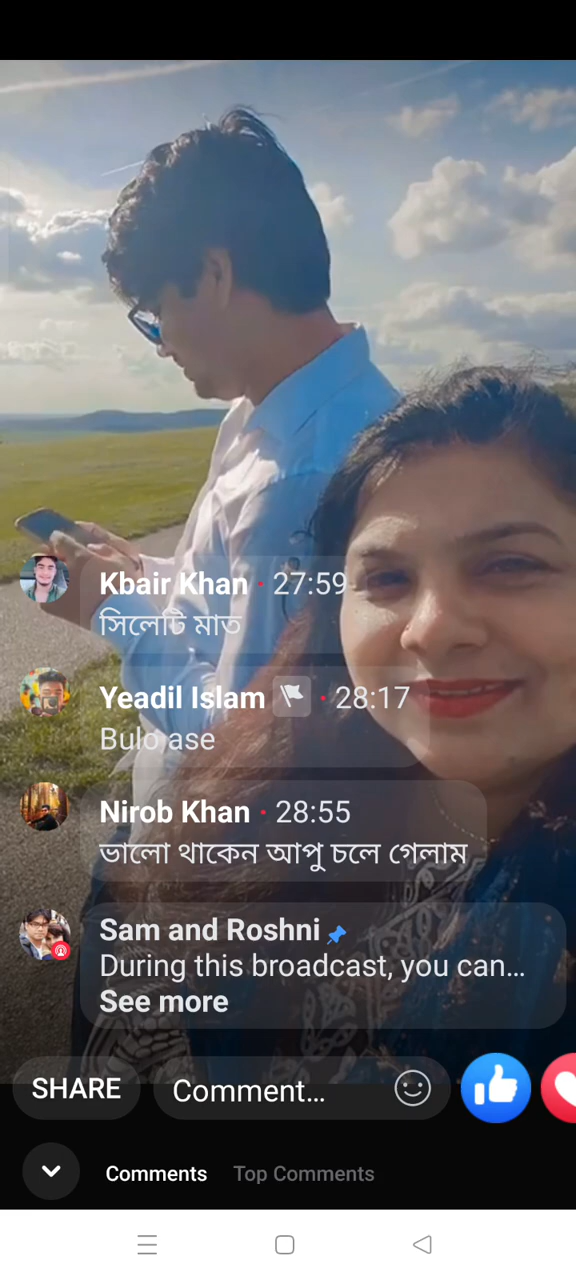 Kbair Khan · 27:59
সিলেটি মাত
Yeadil Islam · 28:17
Bulo ase
Nirob Khan · 28:55
ভালো থাকেন আপু চলে গেলাম
Sam and Roshni
During this broadcast, you can...
See more
SHARE Comment...
Comments Top Comments